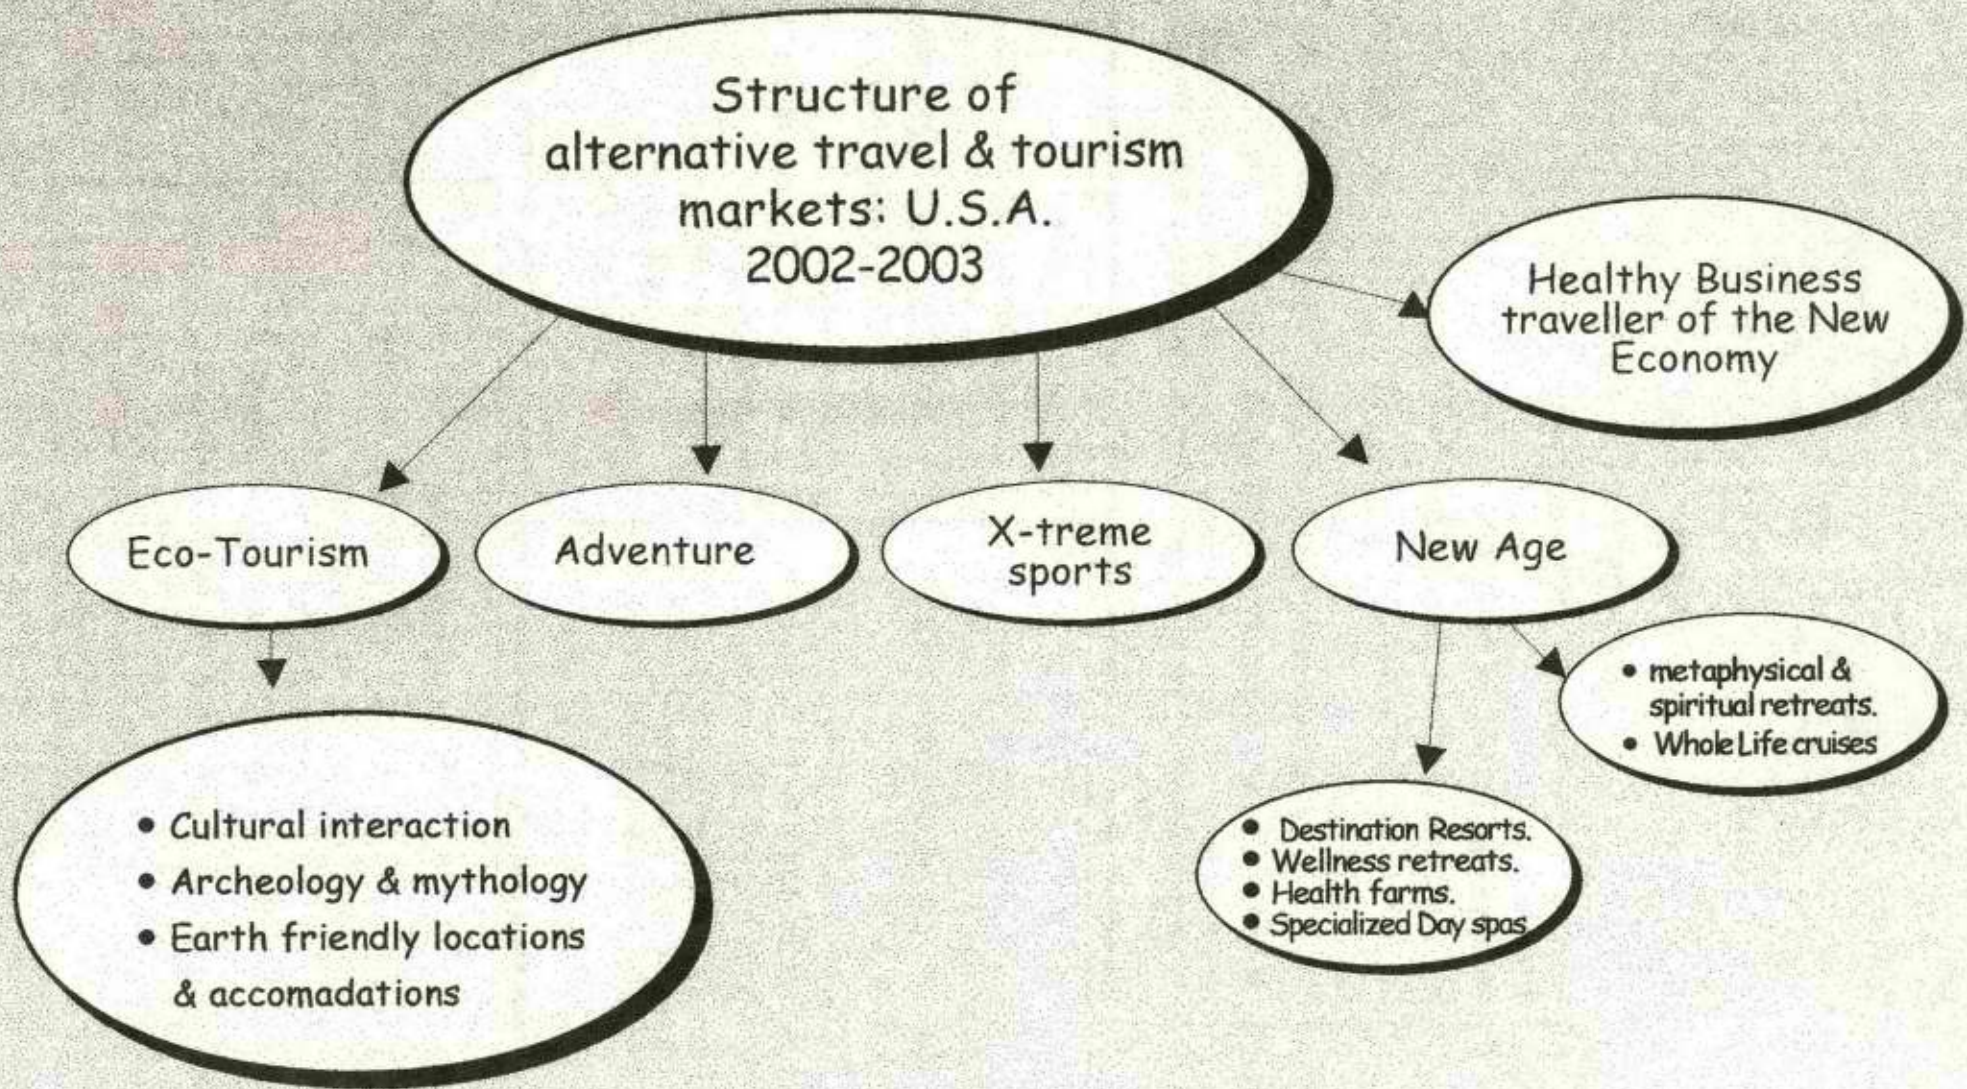 Structure of
alternative travel & tourism
markets: U.S.A.
2002-2003
Healthy Business
traveller of the New
Economy
Eco-Tourism
Adventure
X-treme
sports
New Age
• Cultural interaction
• Archeology & mythology
• Earth friendly locations
& accomadations
• Destination Resorts.
• Wellness retreats.
• Health farms.
• Specialized Day spas
• metaphysical &
spiritual retreats.
• Whole Life cruises